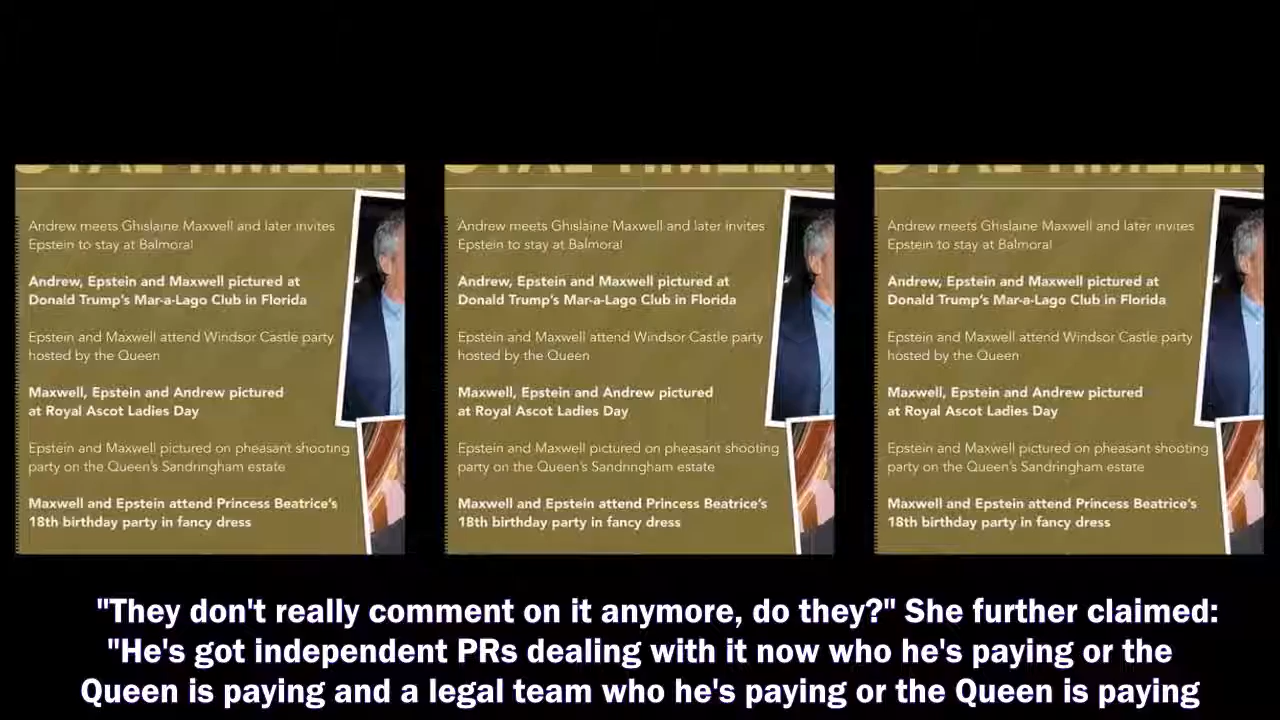 Andrew meets Ghislaine Maxwell and later invites
Epstein to stay at Balmoral
Andrew, Epstein and Maxwell pictured at
Donald Trump's Mar-a-Lago Club in Florida
Epstein and Maxwell attend Windsor Castle party
hosted by the Queen
Maxwell, Epstein and Andrew pictured
at Royal Ascot Ladies Day
Epstein and Maxwell pictured on pheasant shooting
party on the Queen's Sandringham estate
Maxwell and Epstein attend Princess Beatrice's
18th birthday party in fancy dress
Andrew meets Ghislaine Maxwell and later invites
Epstein to stay at Balmoral
Andrew, Epstein and Maxwell pictured at
Donald Trump's Mar-a-Lago Club in Florida
Epstein and Maxwell attend Windsor Castle party
hosted by the Queen
Maxwell, Epstein and Andrew pictured
at Royal Ascot Ladies Day
Epstein and Maxwell pictured on pheasant shooting
party on the Queen's Sandringham estate
Maxwell and Epstein attend Princess Beatrice's
18th birthday party in fancy dress
Andrew meets Ghislaine Maxwell and later invites
Epstein to stay at Balmoral
Andrew, Epstein and Maxwell pictured at
Donald Trump's Mar-a-Lago Club in Florida
Epstein and Maxwell attend Windsor Castle party
hosted by the Queen
Maxwell, Epstein and Andrew pictured
at Royal Ascot Ladies Day
Epstein and Maxwell pictured on pheasant shooting
party on the Queen's Sandringham estate
Maxwell and Epstein attend Princess Beatrice's
18th birthday party in fancy dress
"They don't really comment on it anymore, do they?" She further claimed:
"He's got independent PRs dealing with it now who he's paying or the
Queen is paying and a legal team who he's paying or the Queen is paying